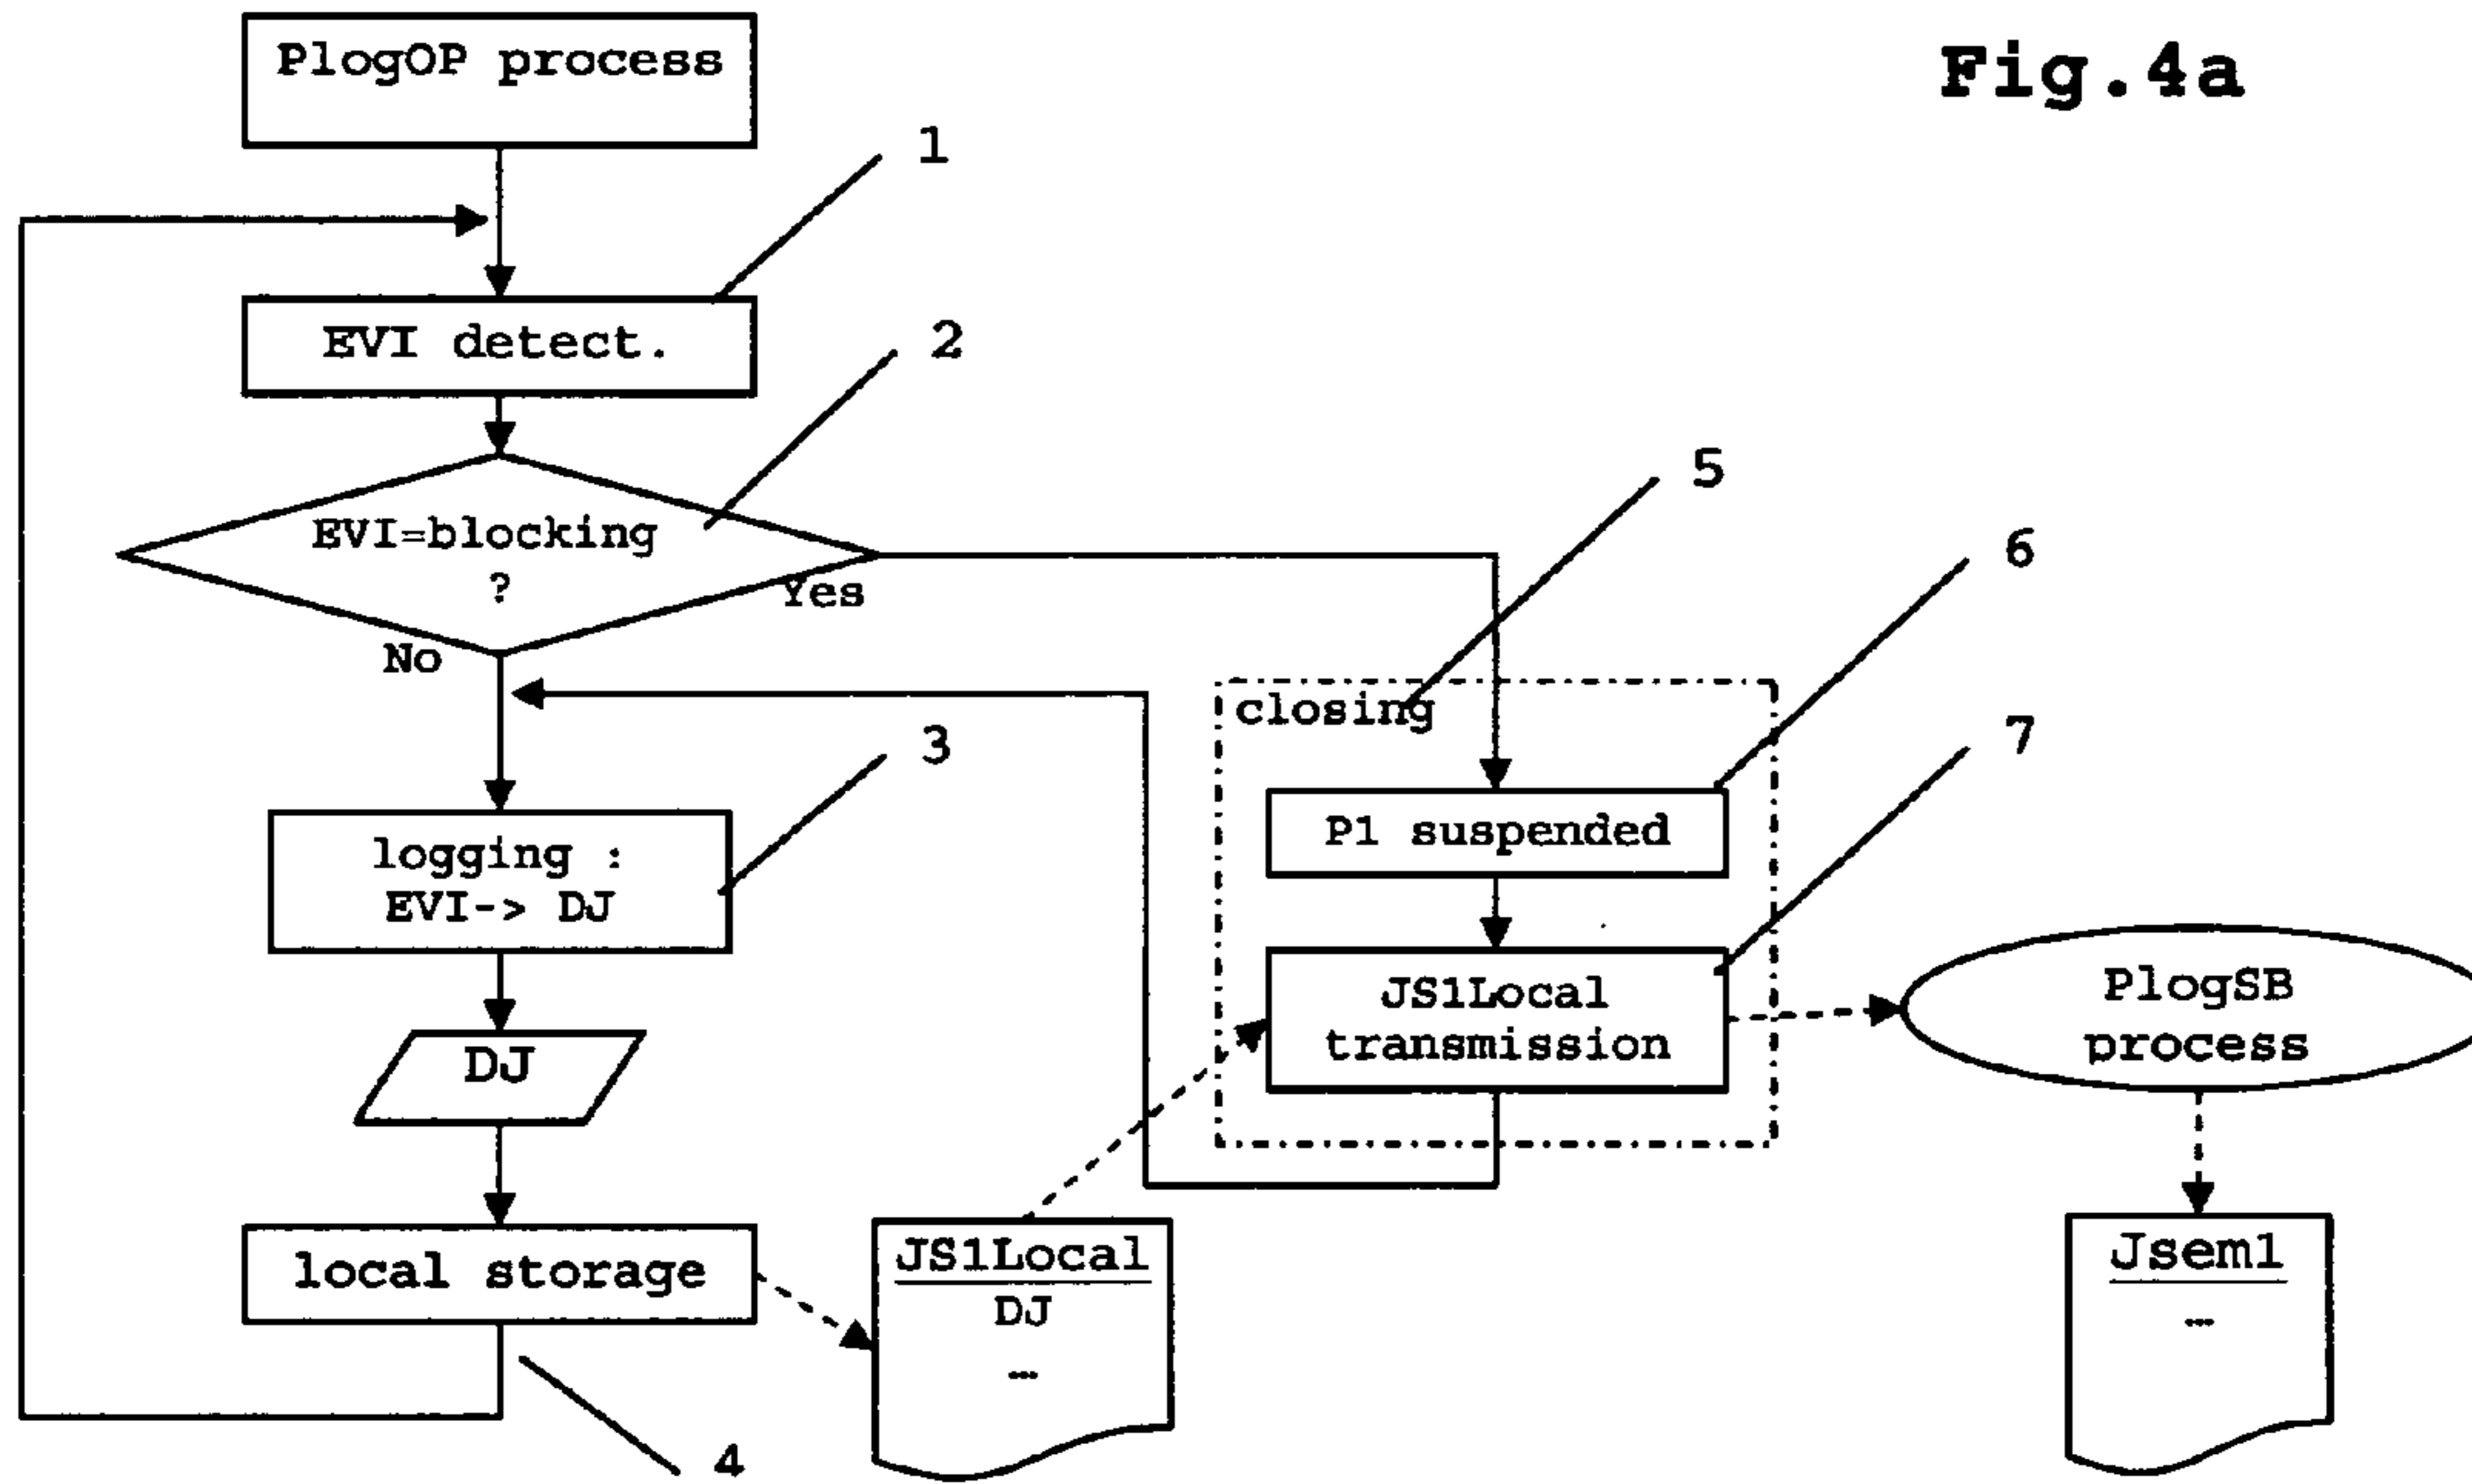 PlogOP process
Fig.4a
1
EVI detect.
2
EVI=blocking
?
Yes
No
5
6
closing
7
3
P1 suspended
logging :
EVI-> DJ
JS1Local
transmission
PlogSB
process
DJ
local storage
JS1Local
DJ
…
Jsem1
…
4